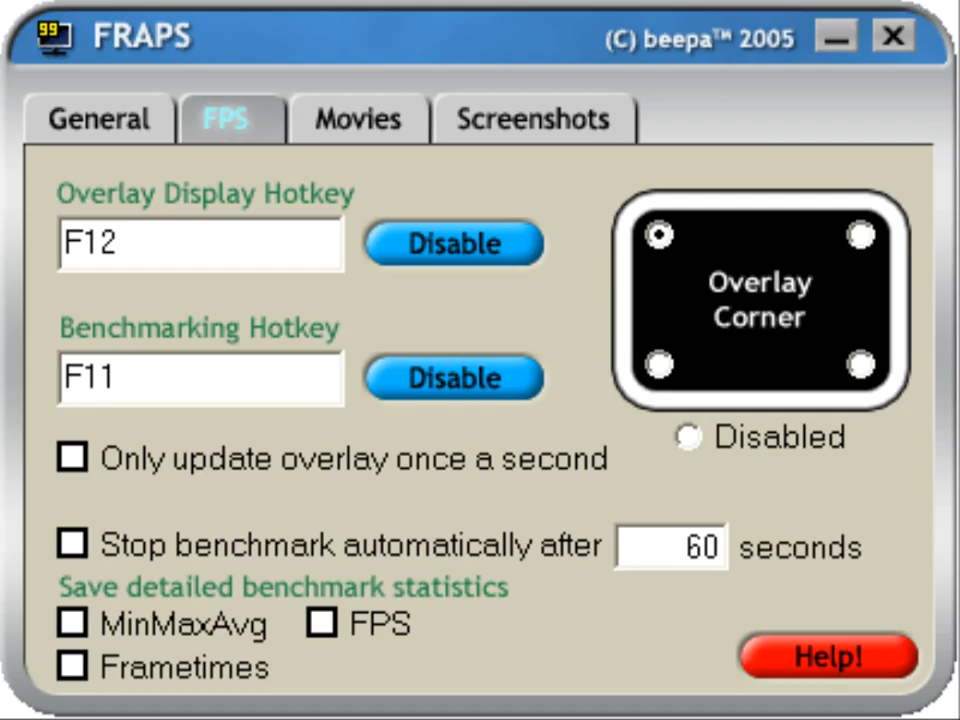 99 FRAPS (C) beepa™ 2005
General FPS Movies Screenshots
Overlay Display Hotkey
F12 Disable
Overlay
Corner
Benchmarking Hotkey
F11 Disable
Disabled
Only update overlay once a second
Stop benchmark automatically after 60 seconds
Save detailed benchmark statistics
MinMaxAvg FPS
Frametimes
Help!